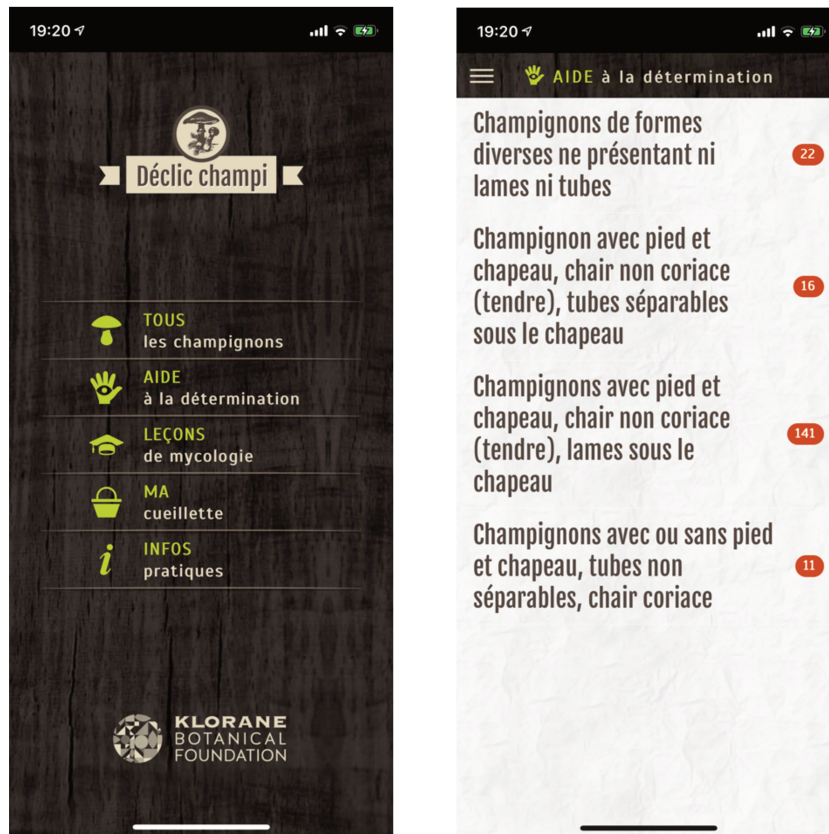 19:20
Déclic champi
TOUS
les champignons
AIDE
à la détermination
LEÇONS
de mycologie
MA
cueillette
INFOS
pratiques
KLORANE
BOTANICAL
FOUNDATION
19:20
AIDE à la détermination
Champignons de formes
diverses ne présentant ni
lames ni tubes
22
Champignon avec pied et
chapeau, chair non coriace
(tendre), tubes séparables
sous le chapeau
16
Champignons avec pied et
chapeau, chair non coriace
(tendre), lames sous le
chapeau
141
Champignons avec ou sans pied
et chapeau, tubes non
séparables, chair coriace
11